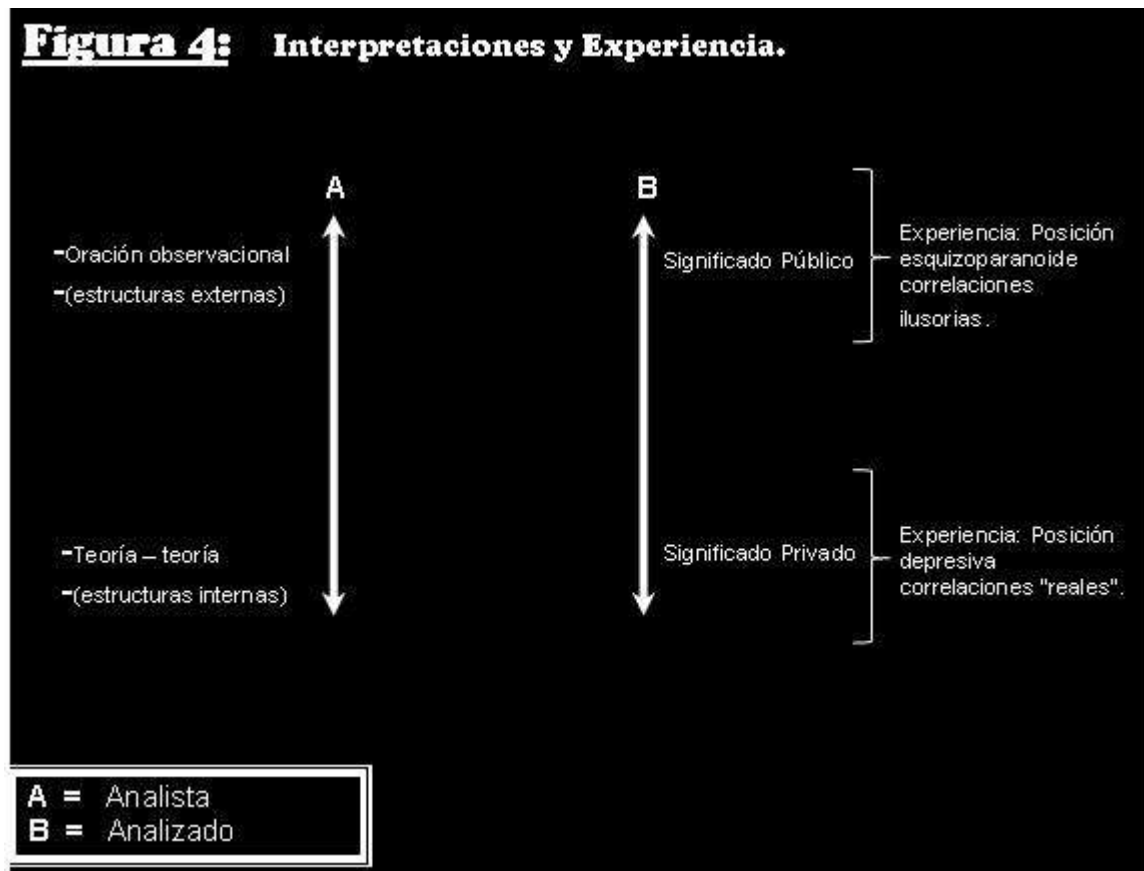 Figura 4: Interpretaciones y Experiencia.
A
B
-Oración observacional
-(estructuras externas)
Significado Público
Experiencia: Posición
esquizoparanoide
correlaciones
ilusorias.
-Teoría – teoría
-(estructuras internas)
Significado Privado
Experiencia: Posición
depresiva
correlaciones "reales".
A = Analista
B = Analizado